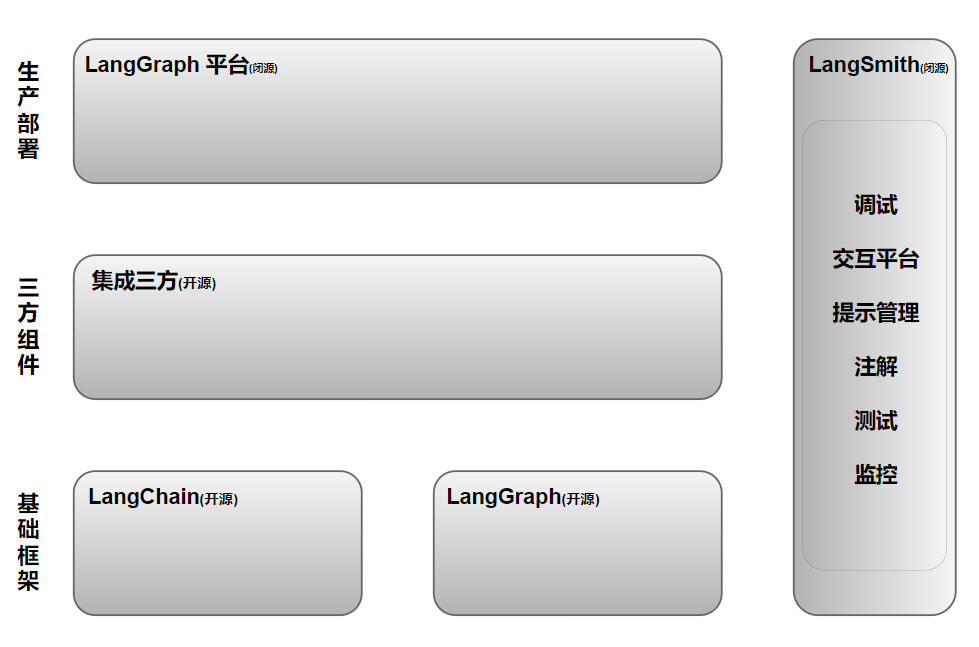 生产部署
LangGraph 平台(闭源)
三方组件
集成三方(开源)
基础框架
LangChain(开源)
LangGraph(开源)
LangSmith(闭源)
调试
交互平台
提示管理
注解
测试
监控